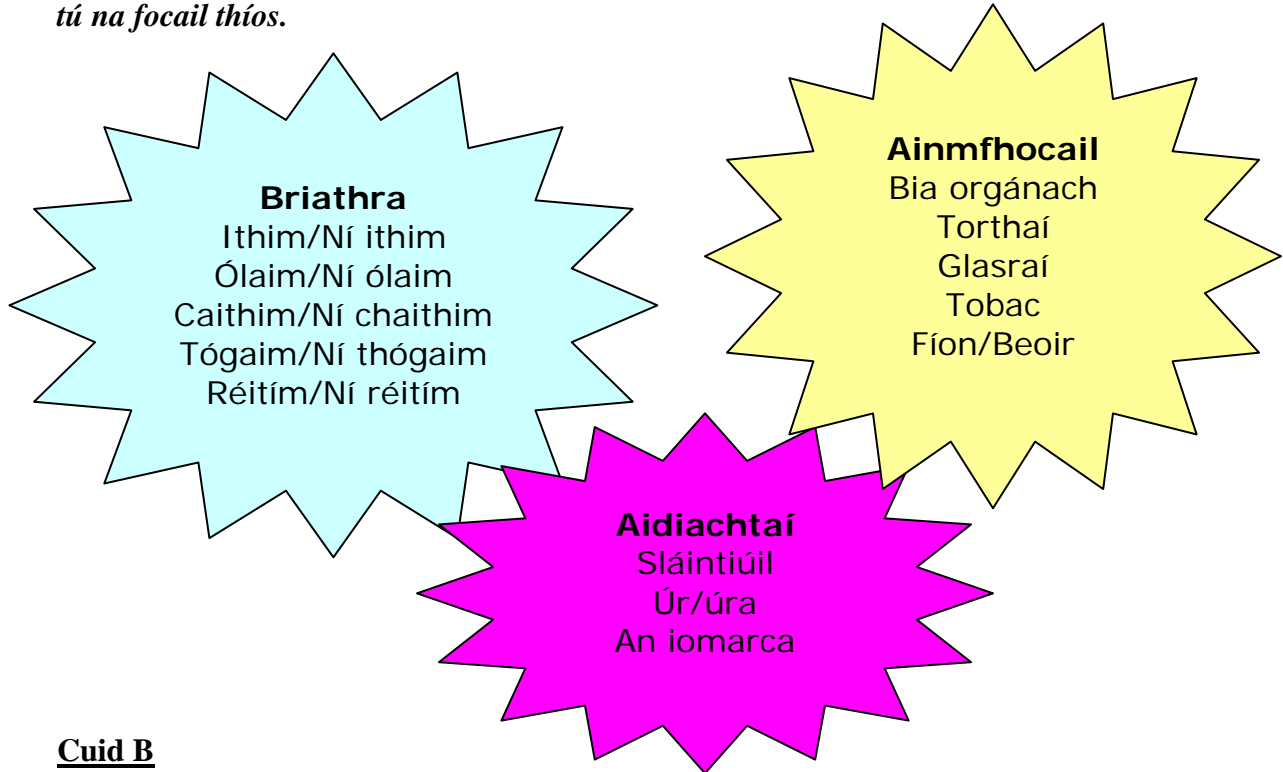 tú na focail thíos.
Briathra
Ithim/Ní ithim
Ólaim/Ní ólaim
Caithim/Ní chaithim
Tógaim/Ní thógaim
Réitím/Ní réitím
Ainmfhocail
Bia orgánach
Torthaí
Glasraí
Tobac
Fíon/Beoir
Aidiachtaí
Sláintiúil
Úr/úra
An iomarca
Cuid B